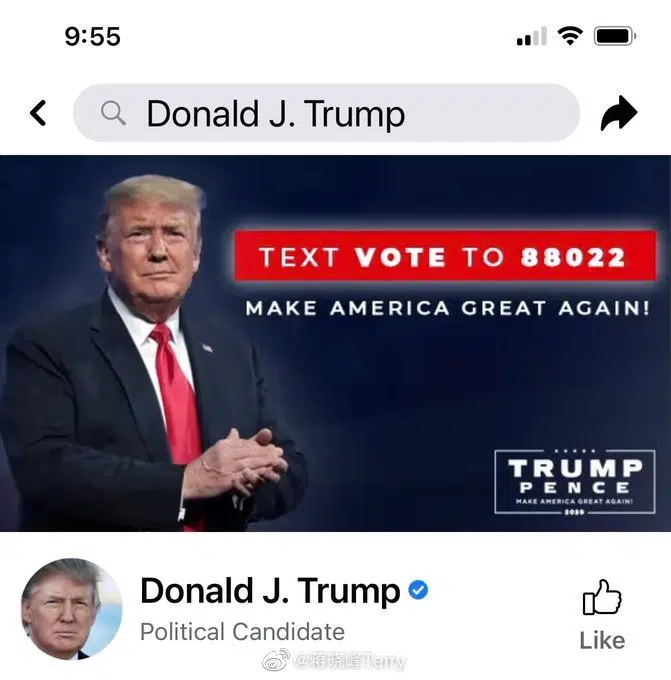 9:55
Donald J. Trump
TEXT VOTE TO 88022
MAKE AMERICA GREAT AGAIN!
TRUMP
PENCE
MAKE AMERICA GREAT AGAIN!
2020
Donald J. Trump
Political Candidate
Like
@蒋晓峰Terry